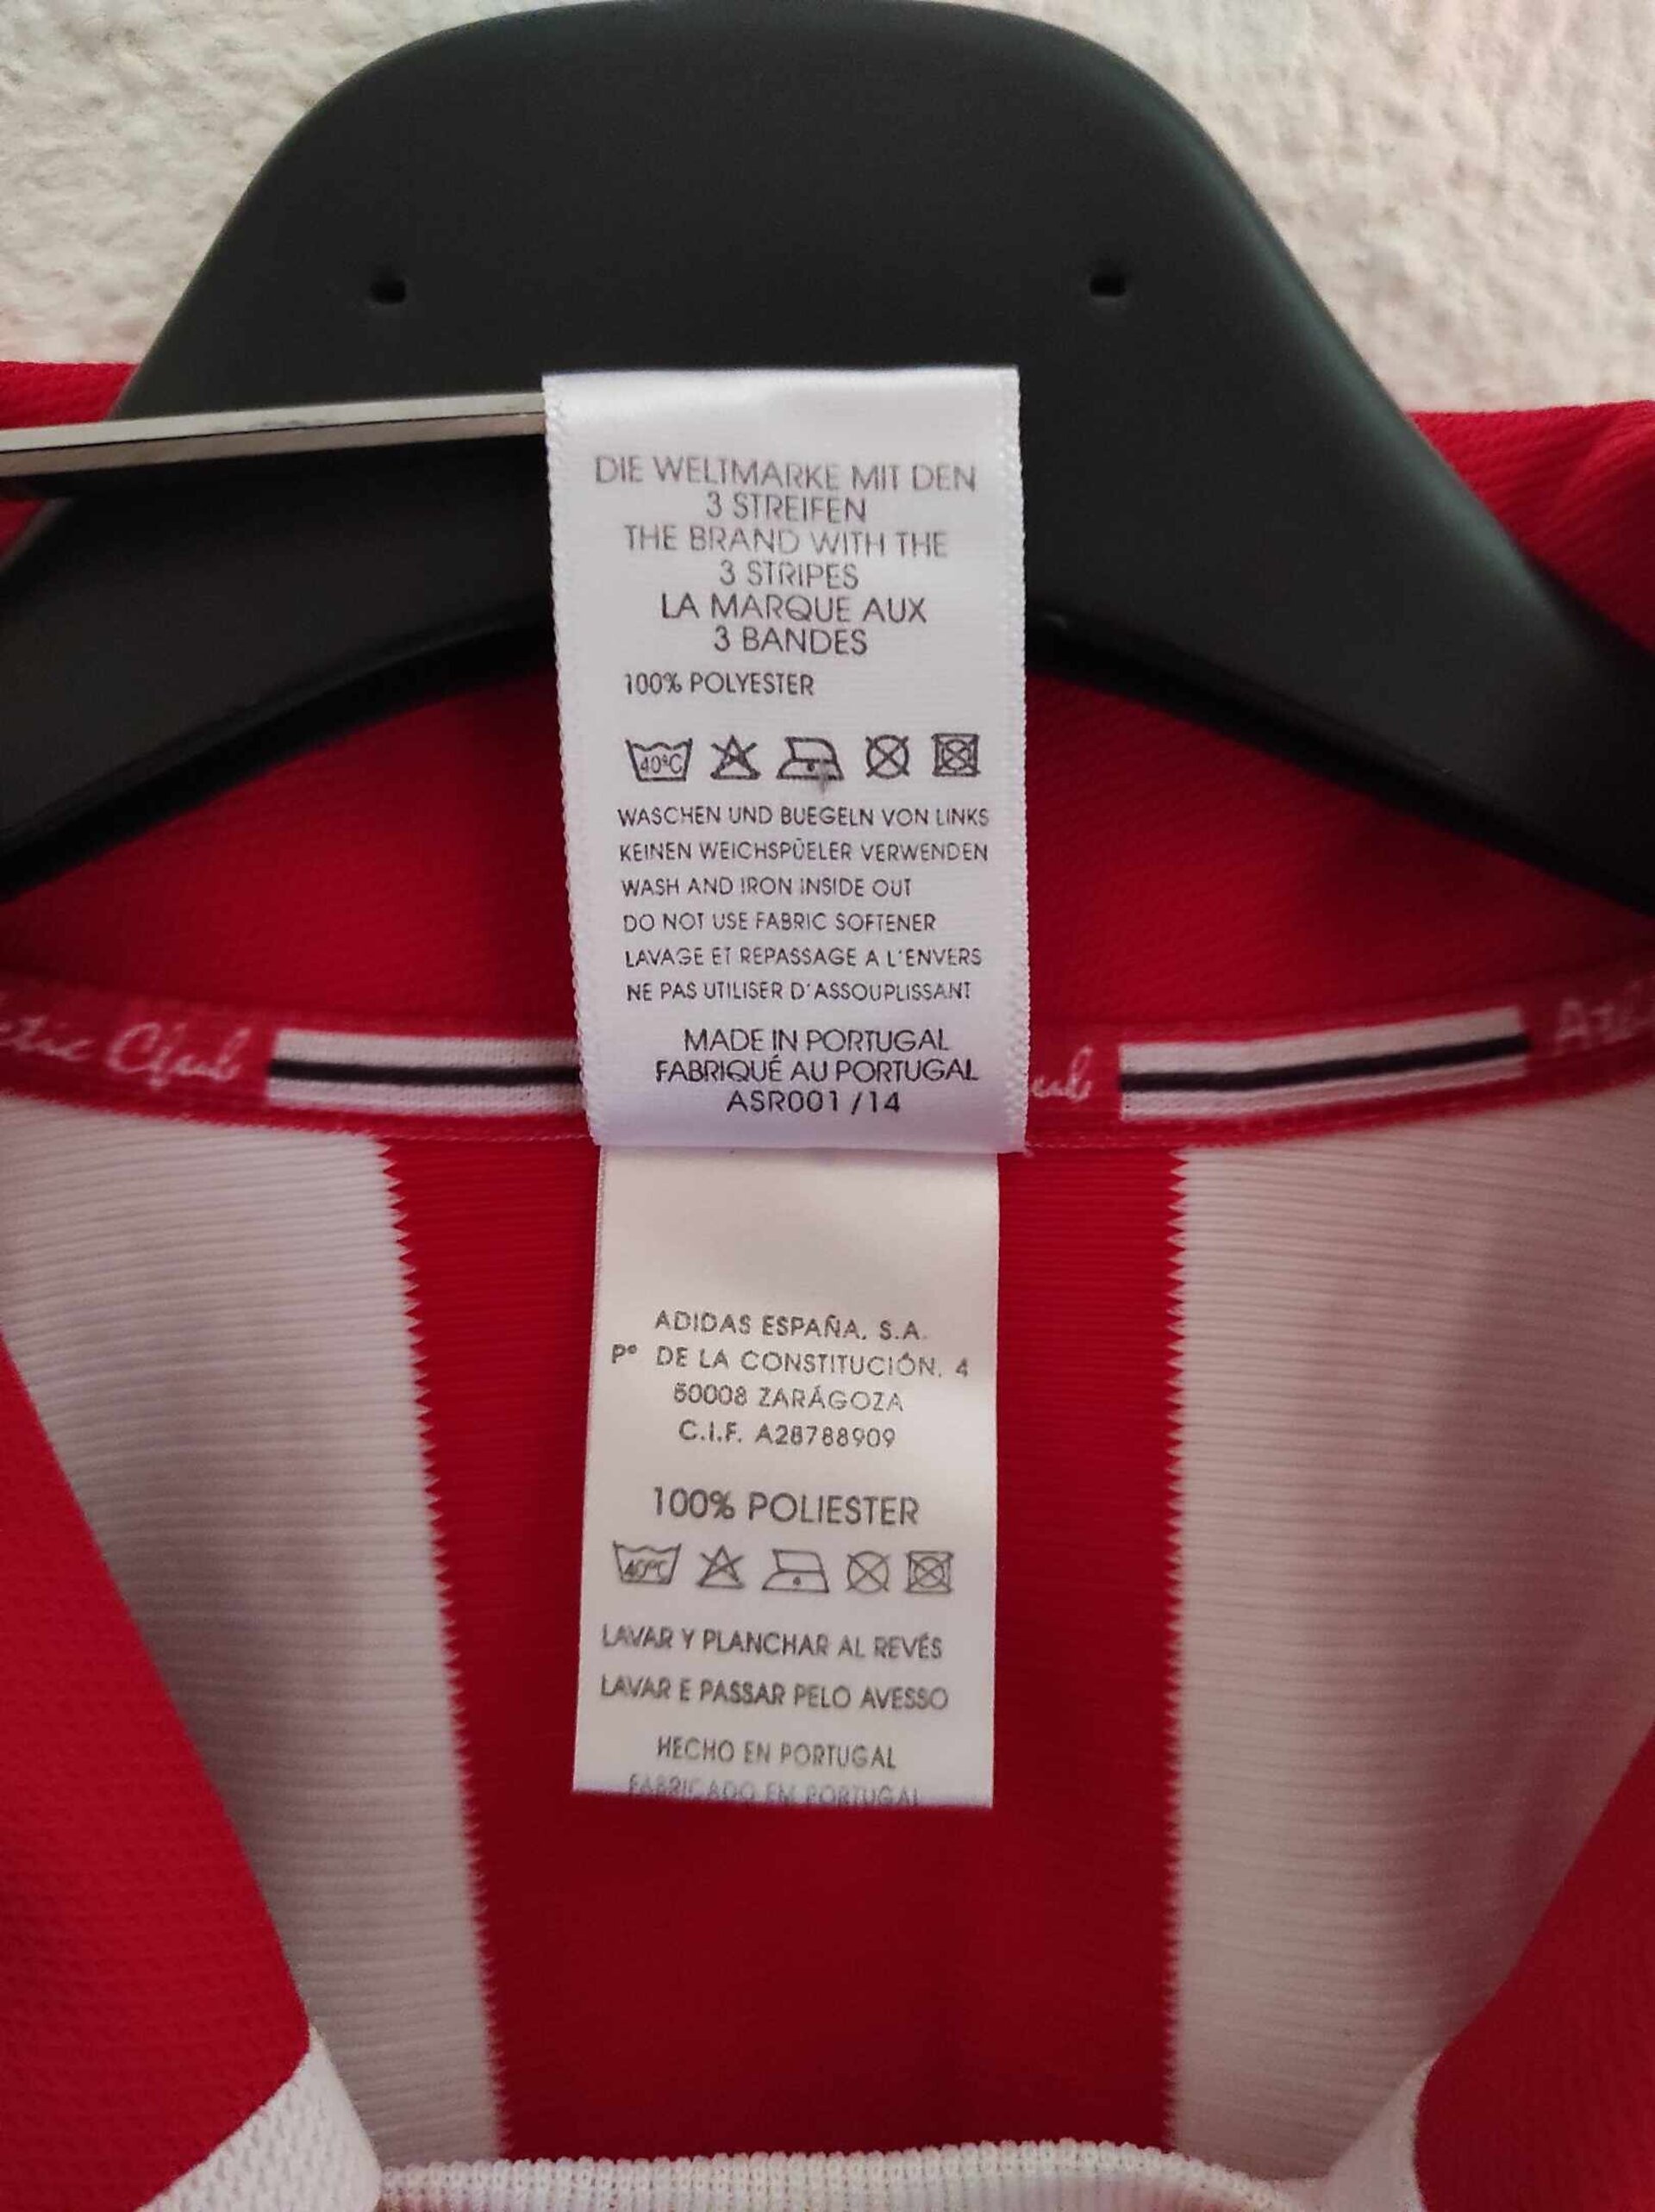 DIE WELTMARKE MIT DEN
3 STREIFEN
THE BRAND WITH THE
3 STRIPES
LA MARQUE AUX
3 BANDES
100% POLYESTER
40°C
WASCHEN UND BUEGELN VON LINKS
KEINEN WEICHSPÜELER VERWENDEN
WASH AND IRON INSIDE OUT
DO NOT USE FABRIC SOFTENER
LAVAGE ET REPASSAGE A L'ENVERS
NE PAS UTILISER D'ASSOUPLISSANT
MADE IN PORTUGAL
FABRIQUÉ AU PORTUGAL
ASR001/14
Club
ADIDAS ESPAÑA, S.A.
Pº DE LA CONSTITUCIÓN, 4
50008 ZARÁGOZA
C.I.F. A28788909
100% POLIESTER
40°C
LAVAR Y PLANCHAR AL REVÉS
LAVAR E PASSAR PELO AVESSO
HECHO EN PORTUGAL
FABRICADO EM PORTUGAL